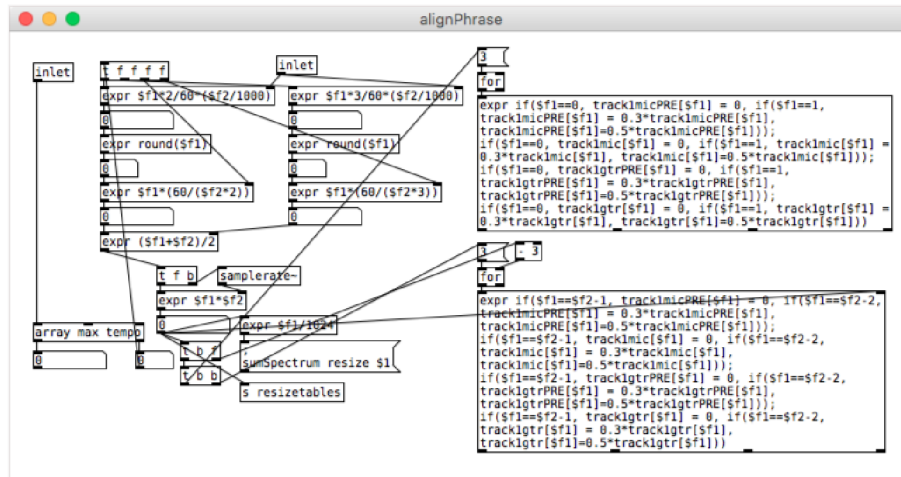 alignPhrase
inlet
t f f f f
inlet
expr $f1*2/60*($f2/1000)
expr $f1*3/60*($f2/1000)
0
0
expr round($f1)
expr round($f1)
0
0
expr $f1*(60/($f2*2))
expr $f1*(60/($f2*3))
0
0
expr ($f1+$f2)/2
t f b
samplerate~
expr $f1*$f2
0
expr $f1/1024
array max tempo
0
0
t b f
t b b
;
sumSpectrum resize $1
s resizetables
3
for
expr if($f1==0, track1micPRE[$f1] = 0, if($f1==1,
track1micPRE[$f1] = 0.3*track1micPRE[$f1],
track1micPRE[$f1]=0.5*track1micPRE[$f1]));
if($f1==0, track1mic[$f1] = 0, if($f1==1, track1mic[$f1] =
0.3*track1mic[$f1], track1mic[$f1]=0.5*track1mic[$f1]));
if($f1==0, track1gtrPRE[$f1] = 0, if($f1==1,
track1gtrPRE[$f1] = 0.3*track1gtrPRE[$f1],
track1gtrPRE[$f1]=0.5*track1gtrPRE[$f1]));
if($f1==0, track1gtr[$f1] = 0, if($f1==1, track1gtr[$f1] =
0.3*track1gtr[$f1], track1gtr[$f1]=0.5*track1gtr[$f1]))
3
- 3
for
expr if($f1==$f2-1, track1micPRE[$f1] = 0, if($f1==$f2-2,
track1micPRE[$f1] = 0.3*track1micPRE[$f1],
track1micPRE[$f1]=0.5*track1micPRE[$f1]));
if($f1==$f2-1, track1mic[$f1] = 0, if($f1==$f2-2,
track1mic[$f1] = 0.3*track1mic[$f1],
track1mic[$f1]=0.5*track1mic[$f1]));
if($f1==$f2-1, track1gtrPRE[$f1] = 0, if($f1==$f2-2,
track1gtrPRE[$f1] = 0.3*track1gtrPRE[$f1],
track1gtrPRE[$f1]=0.5*track1gtrPRE[$f1]));
if($f1==$f2-1, track1gtr[$f1] = 0, if($f1==$f2-2,
track1gtr[$f1] = 0.3*track1gtr[$f1],
track1gtr[$f1]=0.5*track1gtr[$f1]))